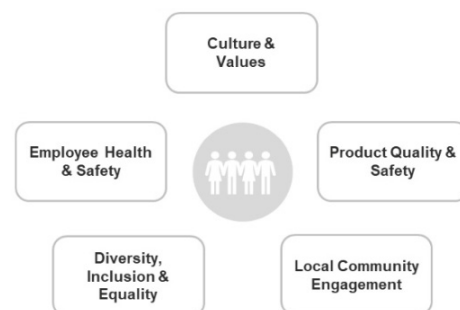 Culture &
Values
Employee Health
& Safety
Product Quality &
Safety
Diversity,
Inclusion &
Equality
Local Community
Engagement